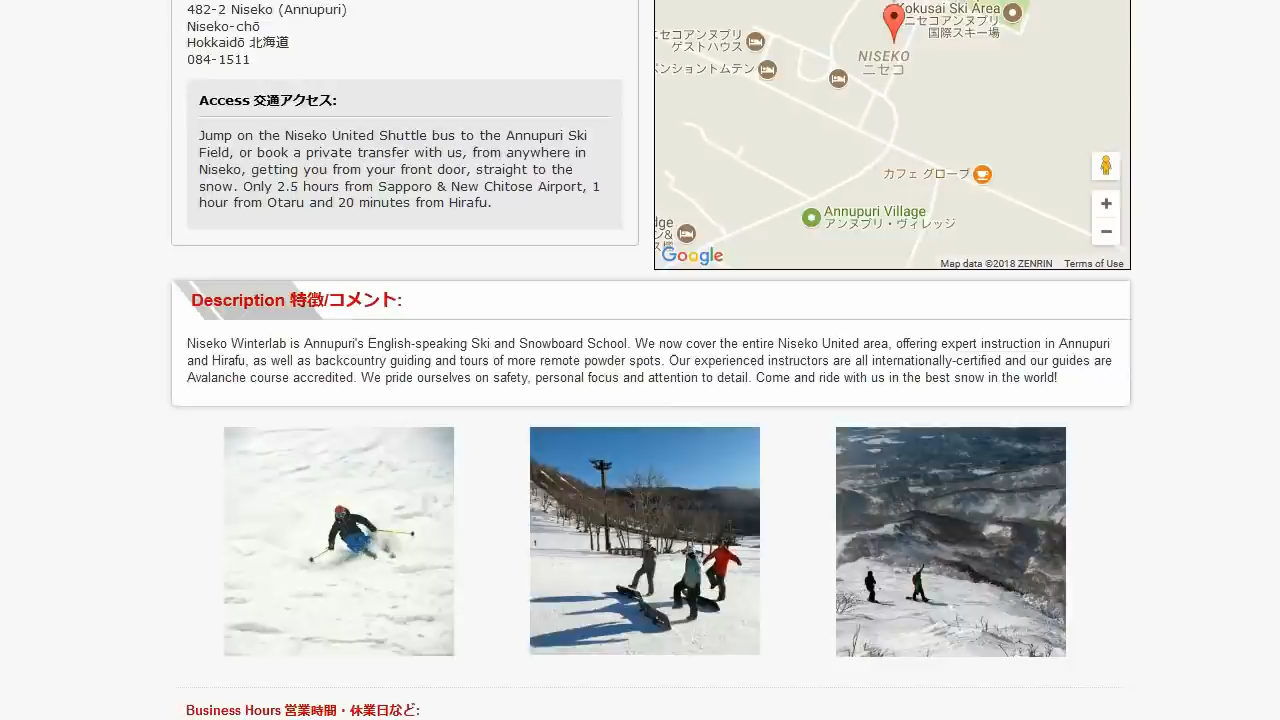 482-2 Niseko (Annupuri)
Niseko-chō
Hokkaidō 北海道
084-1511
Access 交通アクセス:
Jump on the Niseko United Shuttle bus to the Annupuri Ski
Field, or book a private transfer with us, from anywhere in
Niseko, getting you from your front door, straight to the
snow. Only 2.5 hours from Sapporo & New Chitose Airport, 1
hour from Otaru and 20 minutes from Hirafu.
Kokusai Ski Area
ニセコアンヌプリ
国際スキー場
ニセコアンヌプリ
ゲストハウス
NISEKO
ニセコ
ペンショントムテン
カフェ グローブ
Annupuri Village
アンヌプリ・ヴィレッジ
Google
Map data ©2018 ZENRIN Terms of Use
Description 特徴/コメント:
Niseko Winterlab is Annupuri's English-speaking Ski and Snowboard School. We now cover the entire Niseko United area, offering expert instruction in Annupuri
and Hirafu, as well as backcountry guiding and tours of more remote powder spots. Our experienced instructors are all internationally-certified and our guides are
Avalanche course accredited. We pride ourselves on safety, personal focus and attention to detail. Come and ride with us in the best snow in the world!
Business Hours 営業時間・休業日など: